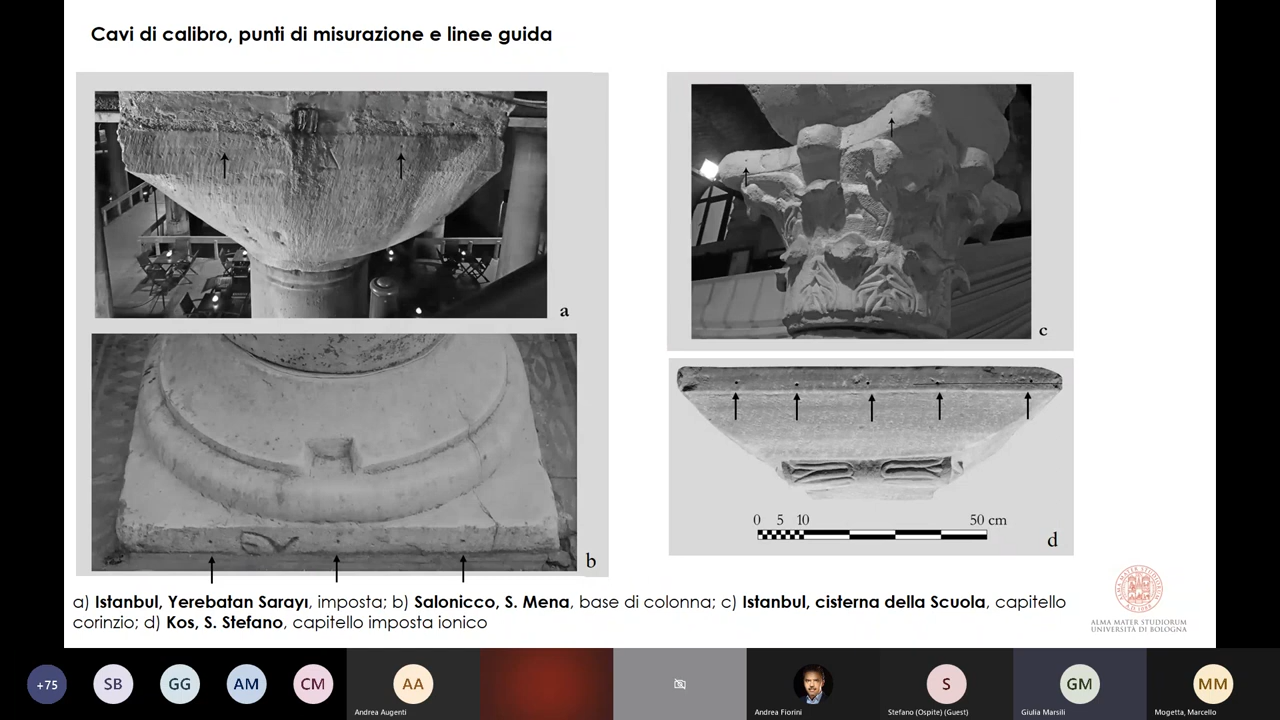 Cavi di calibro, punti di misurazione e linee guida
a
c
b
0 5 10 50 cm
d
a) Istanbul, Yerebatan Sarayı, imposta; b) Salonicco, S. Mena, base di colonna; c) Istanbul, cisterna della Scuola, capitello
corinzio; d) Kos, S. Stefano, capitello imposta ionico
ALMA MATER STUDIORUM
UNIVERSITÀ DI BOLOGNA
+75
SB
GG
AM
CM
AA
S
GM
MM
Andrea Augenti
Andrea Fiorini
Stefano (Ospite) (Guest)
Giulia Marsili
Mogetta, Marcello